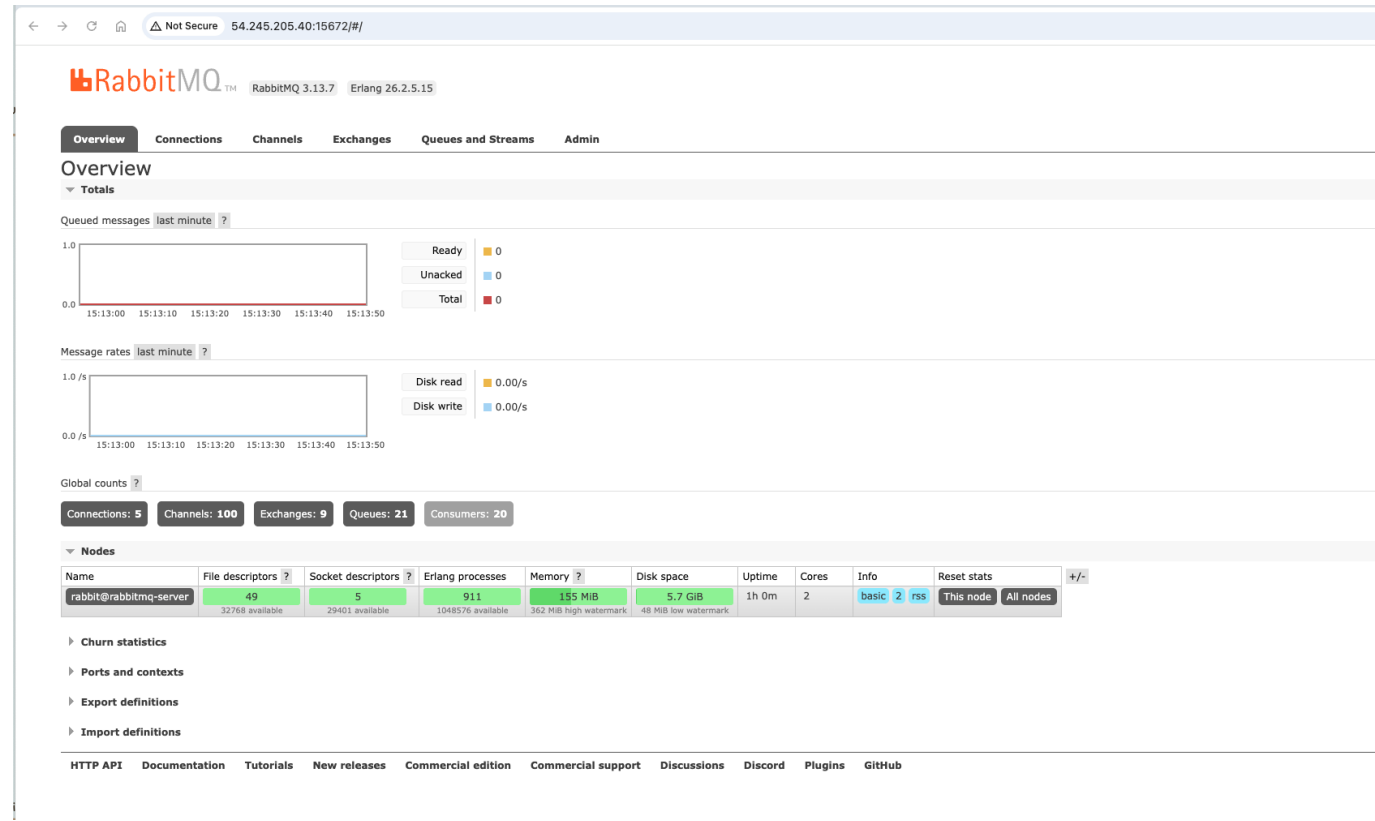 Not Secure 54.245.205.40:15672/#/
RabbitMQ TM RabbitMQ 3.13.7 Erlang 26.2.5.15
Overview Connections Channels Exchanges Queues and Streams Admin
Overview
Totals
Queued messages last minute ?
1.0
0.0
15:13:00 15:13:10 15:13:20 15:13:30 15:13:40 15:13:50
Ready 0
Unacked 0
Total 0
Message rates last minute ?
1.0 /s
0.0 /s
15:13:00 15:13:10 15:13:20 15:13:30 15:13:40 15:13:50
Disk read 0.00/s
Disk write 0.00/s
Global counts ?
Connections: 5 Channels: 100 Exchanges: 9 Queues: 21 Consumers: 20
Nodes
Name File descriptors ? Socket descriptors ? Erlang processes Memory ? Disk space Uptime Cores Info Reset stats +/-
rabbit@rabbitmq-server 49 5 911 155 MiB 5.7 GiB 1h 0m 2 basic 2 rss This node All nodes
32768 available 29401 available 1048576 available 362 MiB high watermark 48 MiB low watermark
Churn statistics
Ports and contexts
Export definitions
Import definitions
HTTP API Documentation Tutorials New releases Commercial edition Commercial support Discussions Discord Plugins GitHub